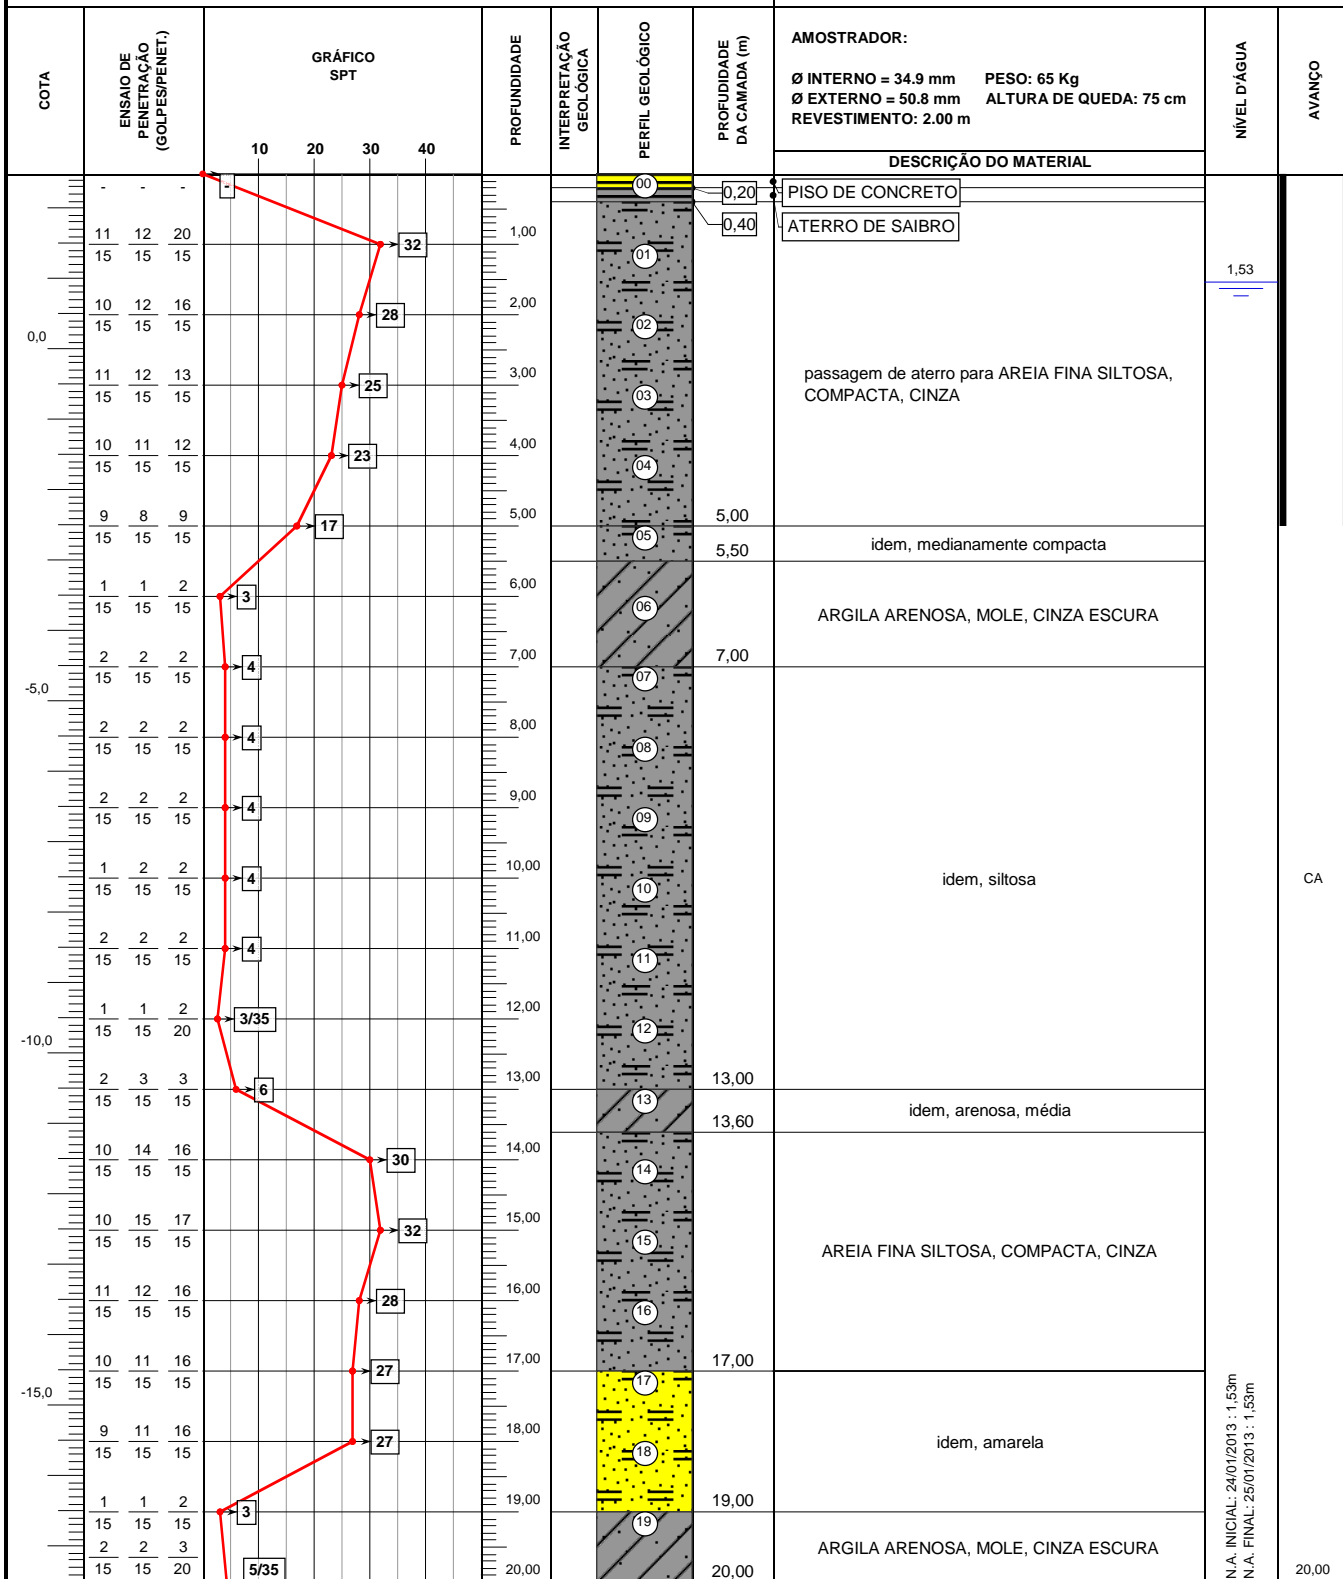 COTA
ENSAIO DE
PENETRAÇÃO
(GOLPES/PENET.)
GRÁFICO
SPT
10 20 30 40
PROFUNDIDADE
INTERPRETAÇÃO
GEOLÓGICA
PERFIL GEOLÓGICO
PROFUDIDADE
DA CAMADA (m)
AMOSTRADOR:
Ø INTERNO = 34.9 mm PESO: 65 Kg
Ø EXTERNO = 50.8 mm ALTURA DE QUEDA: 75 cm
REVESTIMENTO: 2.00 m
DESCRIÇÃO DO MATERIAL
NÍVEL D'ÁGUA
AVANÇO
- - - - 00 0,20 PISO DE CONCRETO
0,40 ATERRO DE SAIBRO
11 12 20 32 1,00
15 15 15 01
1,53
10 12 16 28 2,00
15 15 15 02
0,0
11 12 13 25 3,00
15 15 15 03
passagem de aterro para AREIA FINA SILTOSA,
COMPACTA, CINZA
10 11 12 23 4,00
15 15 15 04
9 8 9 17 5,00 5,00
15 15 15 05 5,50 idem, medianamente compacta
1 1 2 3 6,00
15 15 15 06 ARGILA ARENOSA, MOLE, CINZA ESCURA
2 2 2 4 7,00 7,00
15 15 15 07
-5,0
2 2 2 4 8,00
15 15 15 08
2 2 2 4 9,00
15 15 15 09
1 2 2 4 10,00
15 15 15 10 idem, siltosa CA
2 2 2 4 11,00
15 15 15 11
1 1 2 3/35 12,00
15 15 20 12
-10,0
2 3 3 6 13,00 13,00
15 15 15 13 13,60 idem, arenosa, média
10 14 16 30 14,00
15 15 15 14
10 15 17 32 15,00
15 15 15 15 AREIA FINA SILTOSA, COMPACTA, CINZA
11 12 16 28 16,00
15 15 15 16
10 11 16 27 17,00 17,00
15 15 15 17
-15,0
9 11 16 27 18,00
15 15 15 18 idem, amarela
1 1 2 3 19,00 19,00
15 15 15 19
2 2 3 ARGILA ARENOSA, MOLE, CINZA ESCURA
15 15 20 5/35 20,00 20,00 20,00
N.A. INICIAL: 24/01/2013 : 1,53m
N.A. FINAL: 25/01/2013 : 1,53m